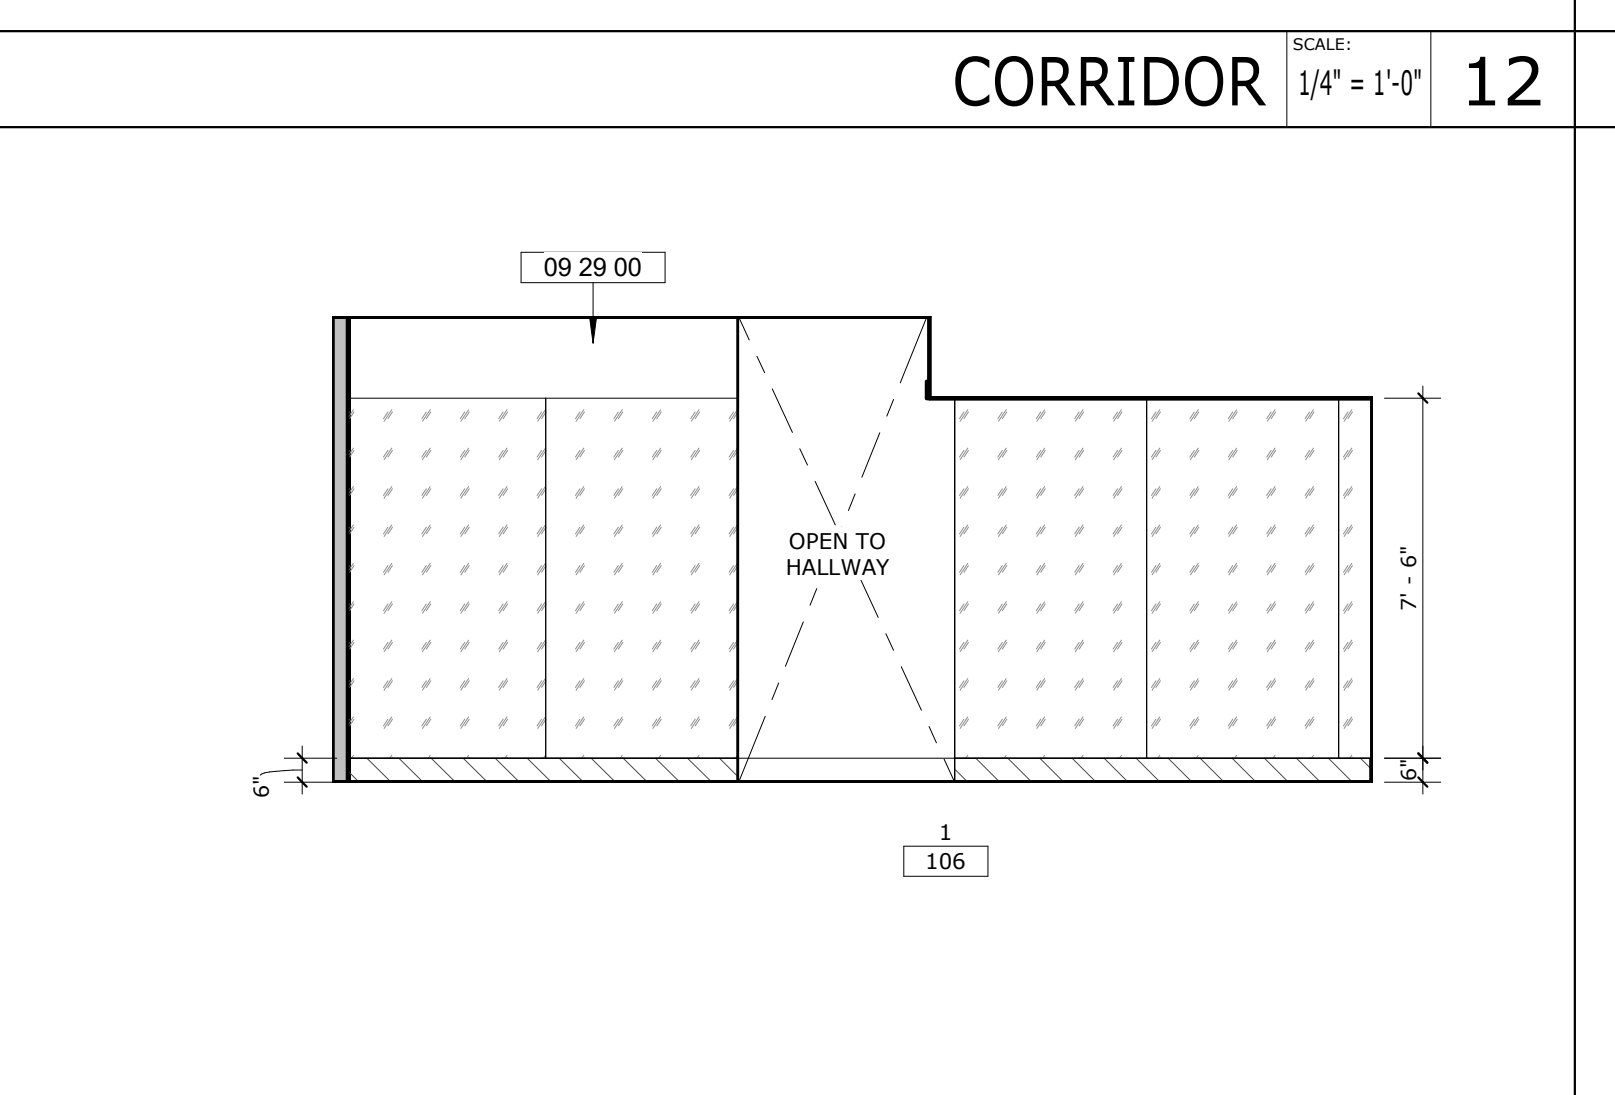 CORRIDOR
SCALE:
1/4" = 1'-0"
12
09 29 00
OPEN TO
HALLWAY
7' - 6"
6"
6"
1
106